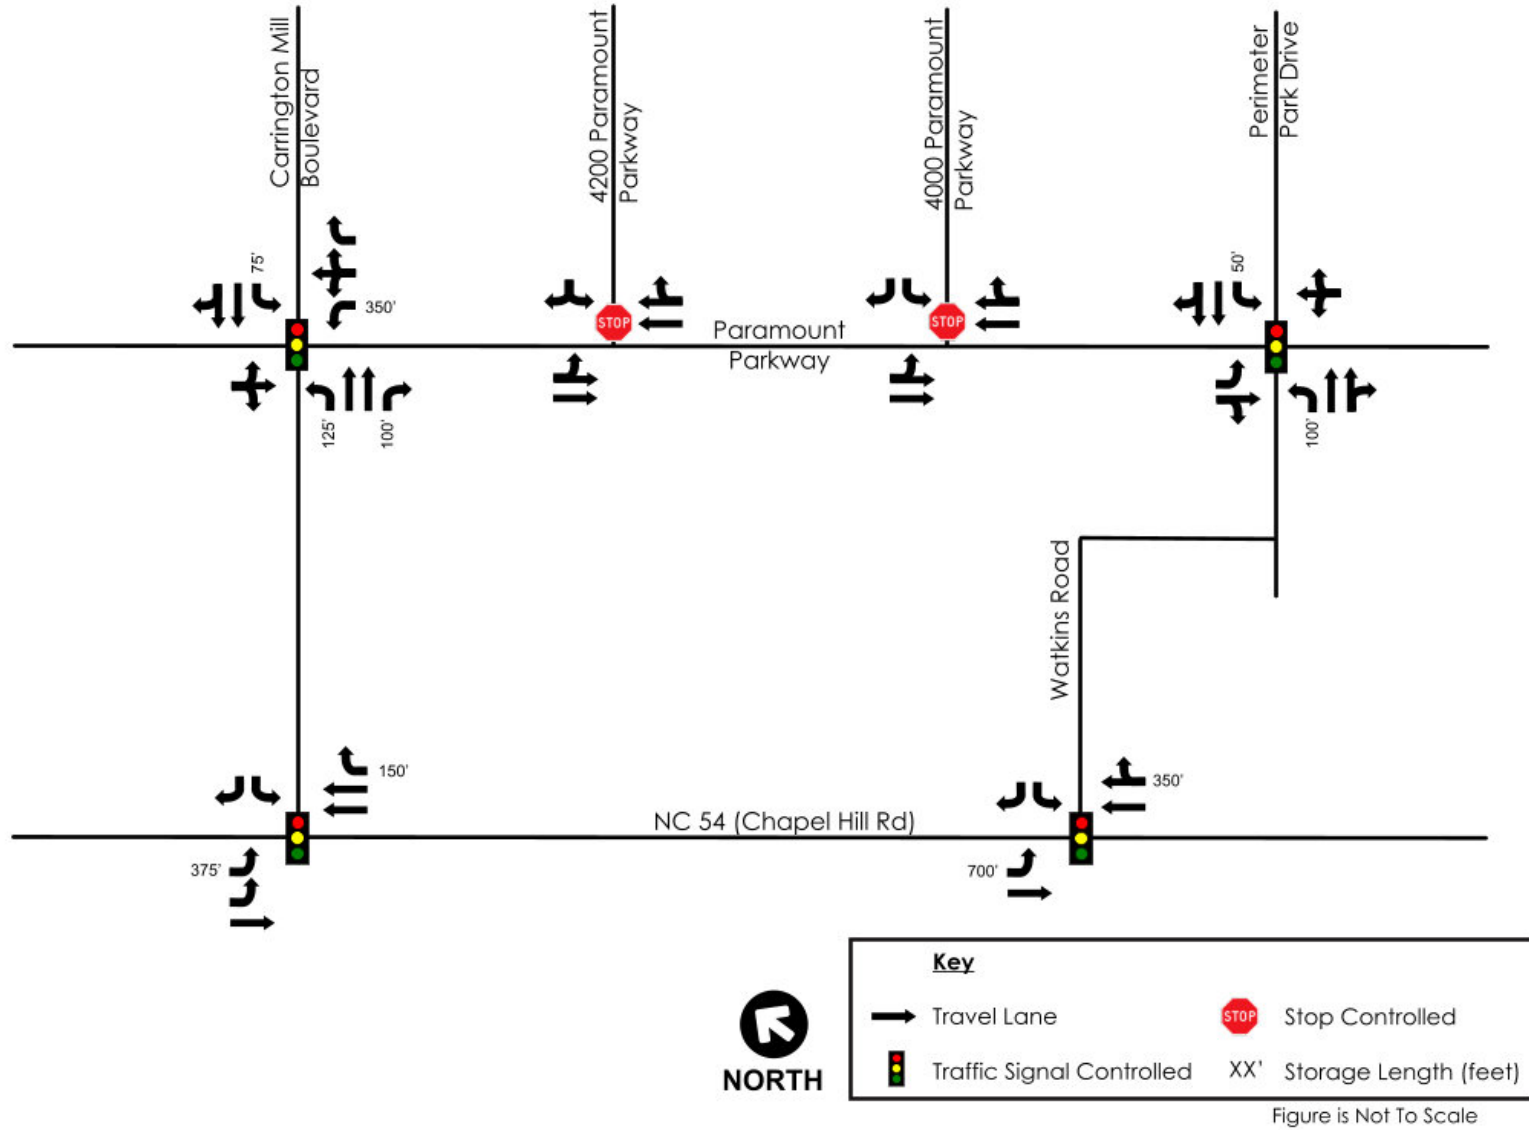 Carrington Mill
Boulevard
4200 Paramount
Parkway
4000 Paramount
Parkway
Perimeter
Park Drive
75'
350'
50'
STOP
STOP
Paramount
Parkway
125'
100'
100'
Watkins Road
150'
350'
NC 54 (Chapel Hill Rd)
375'
700'
NORTH
Key
Travel Lane
STOP
Stop Controlled
Traffic Signal Controlled
XX'
Storage Length (feet)
Figure is Not To Scale